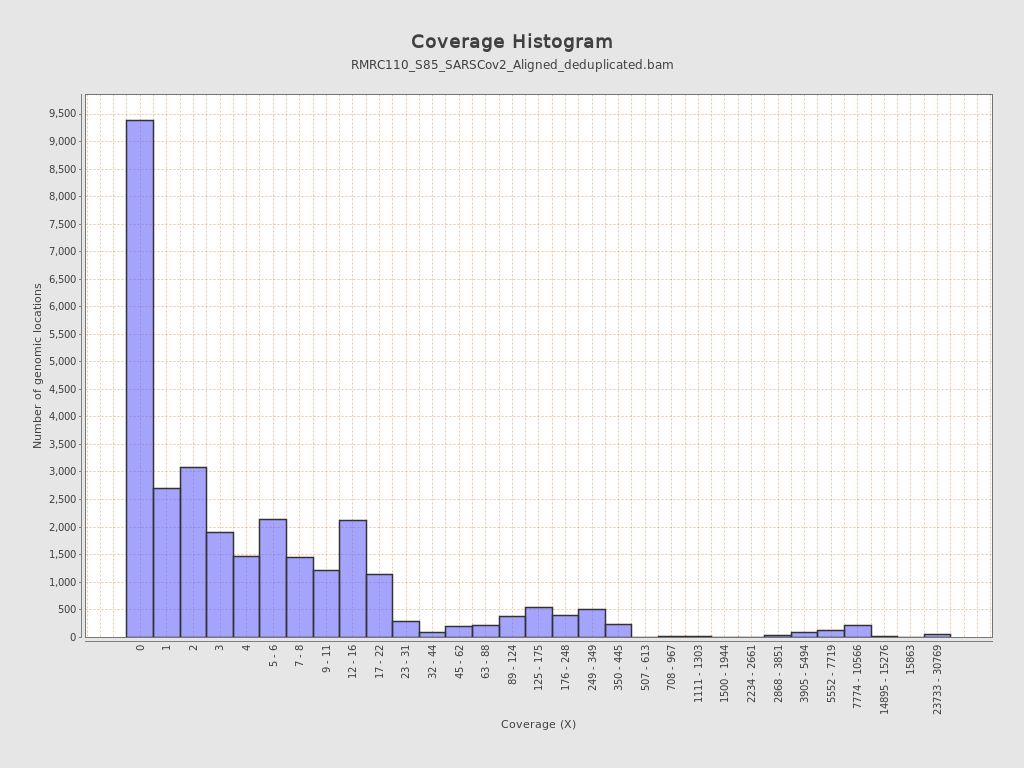 Coverage Histogram
RMRC110_S85_SARSCov2_Aligned_deduplicated.bam
Number of genomic locations
9,500
9,000
8,500
8,000
7,500
7,000
6,500
6,000
5,500
5,000
4,500
4,000
3,500
3,000
2,500
2,000
1,500
1,000
500
0
0
1
2
3
4
5 - 6
7 - 8
9 - 11
12 - 16
17 - 22
23 - 31
32 - 44
45 - 62
63 - 88
89 - 124
125 - 175
176 - 248
249 - 349
350 - 445
507 - 613
708 - 967
1111 - 1303
1500 - 1944
2234 - 2661
2868 - 3851
3905 - 5494
5552 - 7719
7774 - 10566
14895 - 15276
15863
23733 - 30769
Coverage (X)